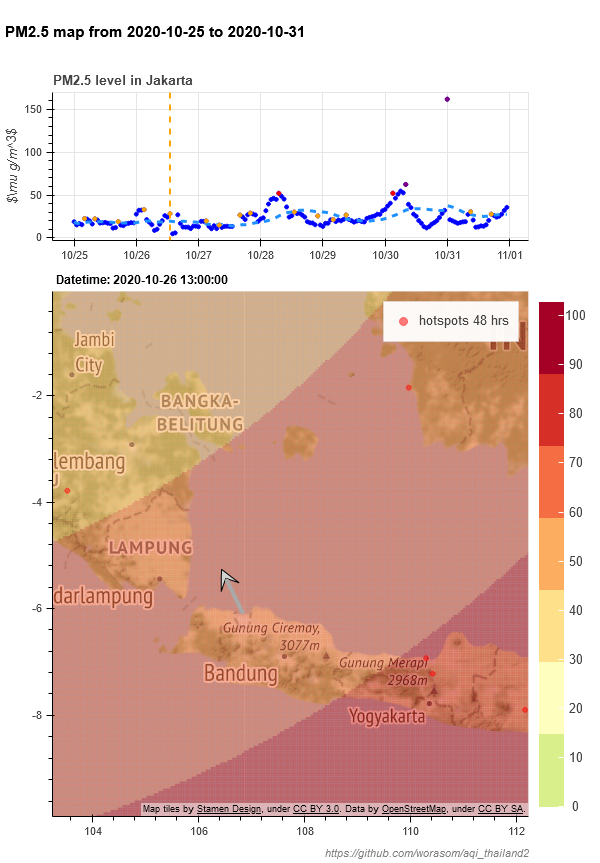 PM2.5 map from 2020-10-25 to 2020-10-31
PM2.5 level in Jakarta
$\mu g/m^3$
150
100
50
0
10/25
10/26
10/27
10/28
10/29
10/30
10/31
11/01
Datetime: 2020-10-26 13:00:00
hotspots 48 hrs
IN
Jambi
City
BANGKA-
BELITUNG
lembang
LAMPUNG
darlampung
Gunung Ciremay,
3077m
Bandung
Gunung Merapi
2968m
Yogyakarta
-2
-4
-6
-8
104
106
108
110
112
100
90
80
70
60
50
40
30
20
10
0
Map tiles by Stamen Design, under CC BY 3.0. Data by OpenStreetMap, under CC BY SA.
https://github.com/worasom/aqi_thailand2